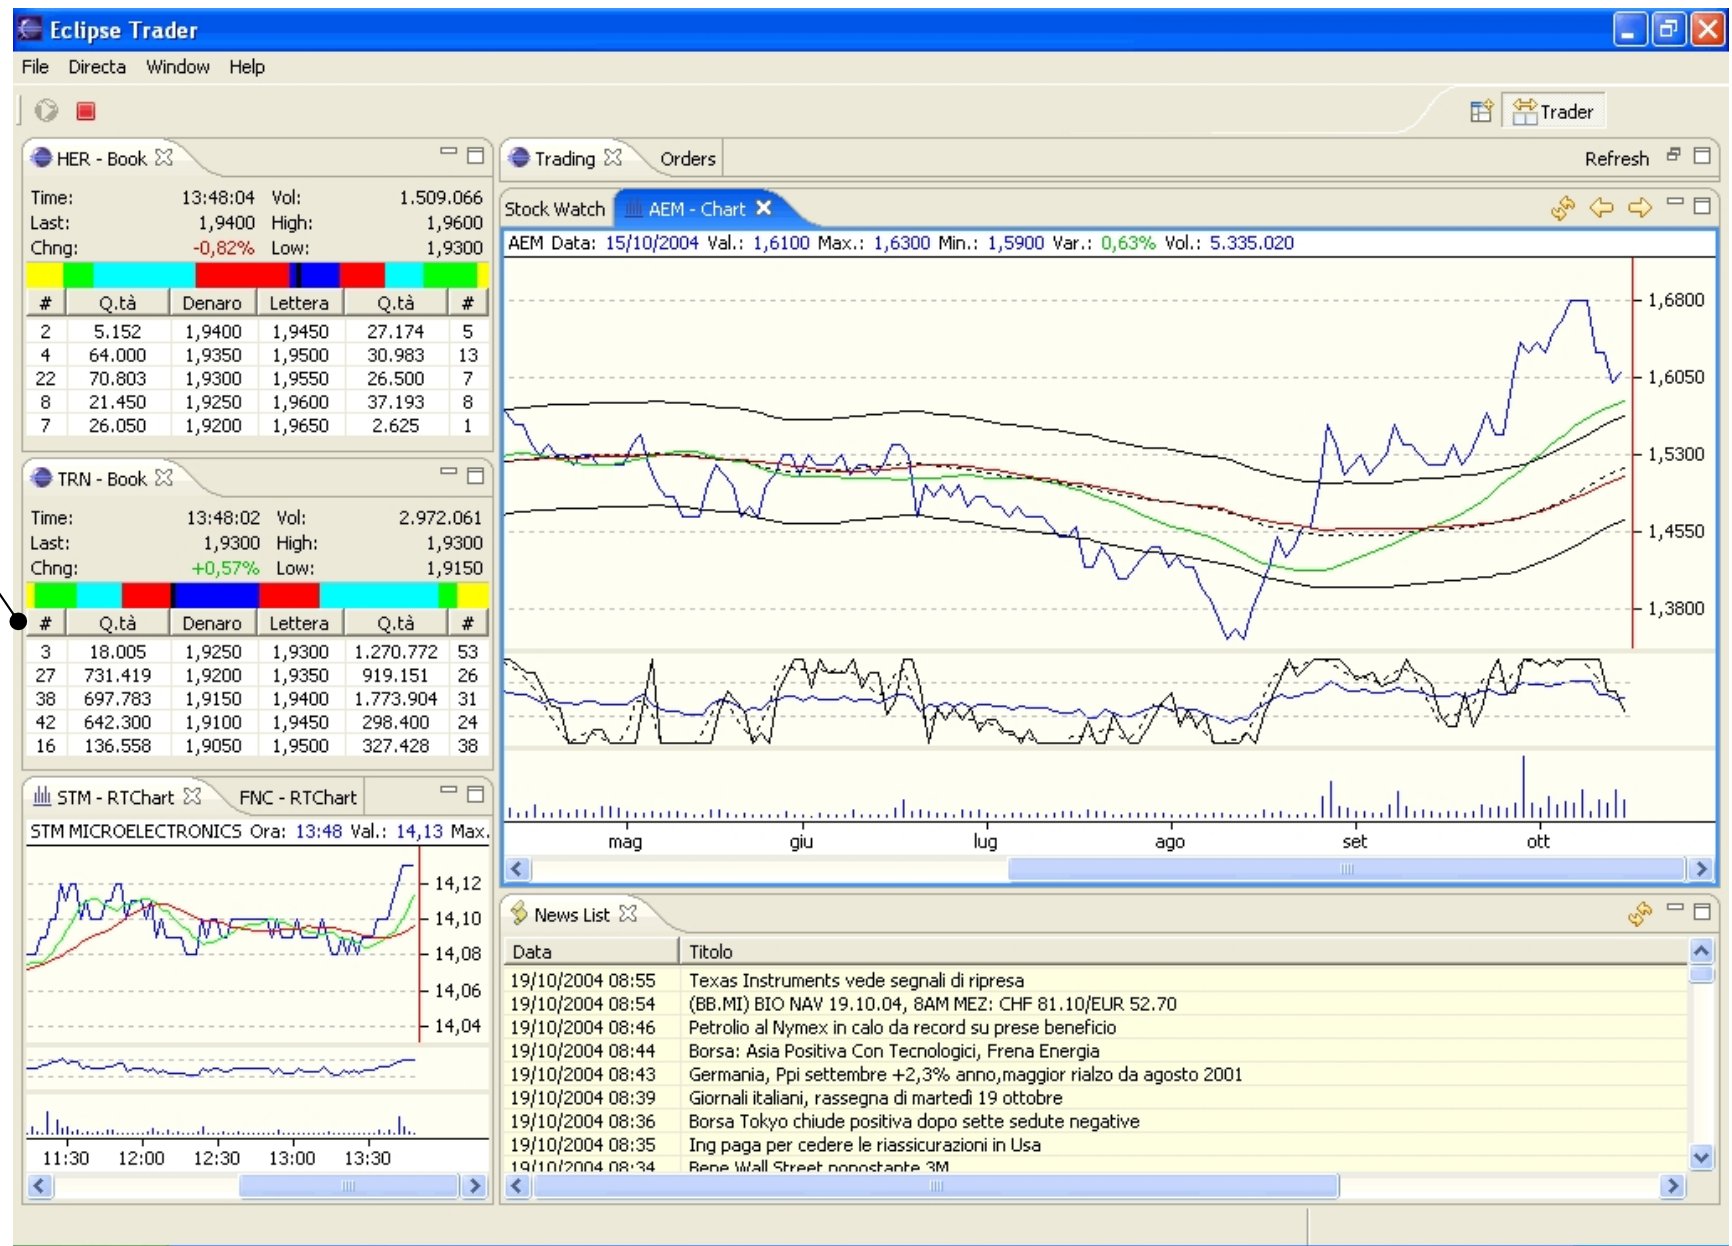 Eclipse Trader
File Directa Window Help
Trader
HER - Book
Time: 13:48:04 Vol: 1.509.066
Last: 1,9400 High: 1,9600
Chng: -0,82% Low: 1,9300
# Q.tà Denaro Lettera Q.tà #
2 5.152 1,9400 1,9450 27.174 5
4 64.000 1,9350 1,9500 30.983 13
22 70.803 1,9300 1,9550 26.500 7
8 21.450 1,9250 1,9600 37.193 8
7 26.050 1,9200 1,9650 2.625 1
TRN - Book
Time: 13:48:02 Vol: 2.972.061
Last: 1,9300 High: 1,9300
Chng: +0,57% Low: 1,9150
# Q.tà Denaro Lettera Q.tà #
3 18.005 1,9250 1,9300 1.270.772 53
27 731.419 1,9200 1,9350 919.151 26
38 697.783 1,9150 1,9400 1.773.904 31
42 642.300 1,9100 1,9450 298.400 24
16 136.558 1,9050 1,9500 327.428 38
STM - RTChart FNC - RTChart
STM MICROELECTRONICS Ora: 13:48 Val.: 14,13 Max.
14,12
14,10
14,08
14,06
14,04
11:30 12:00 12:30 13:00 13:30
Trading Orders Refresh
Stock Watch AEM - Chart
AEM Data: 15/10/2004 Val.: 1,6100 Max.: 1,6300 Min.: 1,5900 Var.: 0,63% Vol.: 5.335.020
1,6800
1,6050
1,5300
1,4550
1,3800
mag giu lug ago set ott
News List
Data Titolo
19/10/2004 08:55 Texas Instruments vede segnali di ripresa
19/10/2004 08:54 (BB.MI) BIO NAV 19.10.04, 8AM MEZ: CHF 81.10/EUR 52.70
19/10/2004 08:46 Petrolio al Nymex in calo da record su prese beneficio
19/10/2004 08:44 Borsa: Asia Positiva Con Tecnologici, Frena Energia
19/10/2004 08:43 Germania, Ppi settembre +2,3% anno,maggior rialzo da agosto 2001
19/10/2004 08:39 Giornali italiani, rassegna di martedì 19 ottobre
19/10/2004 08:36 Borsa Tokyo chiude positiva dopo sette sedute negative
19/10/2004 08:35 Ing paga per cedere le riassicurazioni in Usa
19/10/2004 08:34 Bene Wall Street nonostante 3M